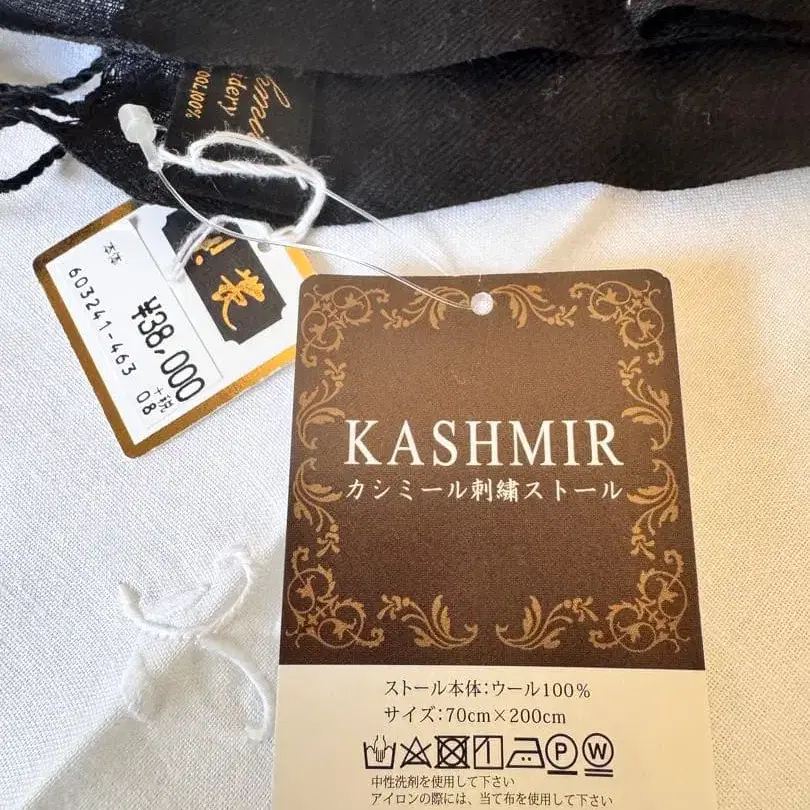 WOOL100%
本体
603241-463
¥38,000
+税
08
KASHMIR
カシミール刺繍ストール
ストール本体:ウール100%
サイズ:70cm×200cm
P W
中性洗剤を使用して下さい
アイロンの際には、当て布を使用して下さい